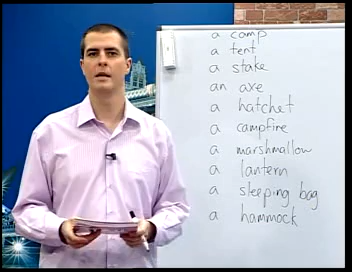 a camp
a tent
a stake
an axe
a hatchet
a campfire
a marshmallow
a lantern
a sleeping bag
a hammock